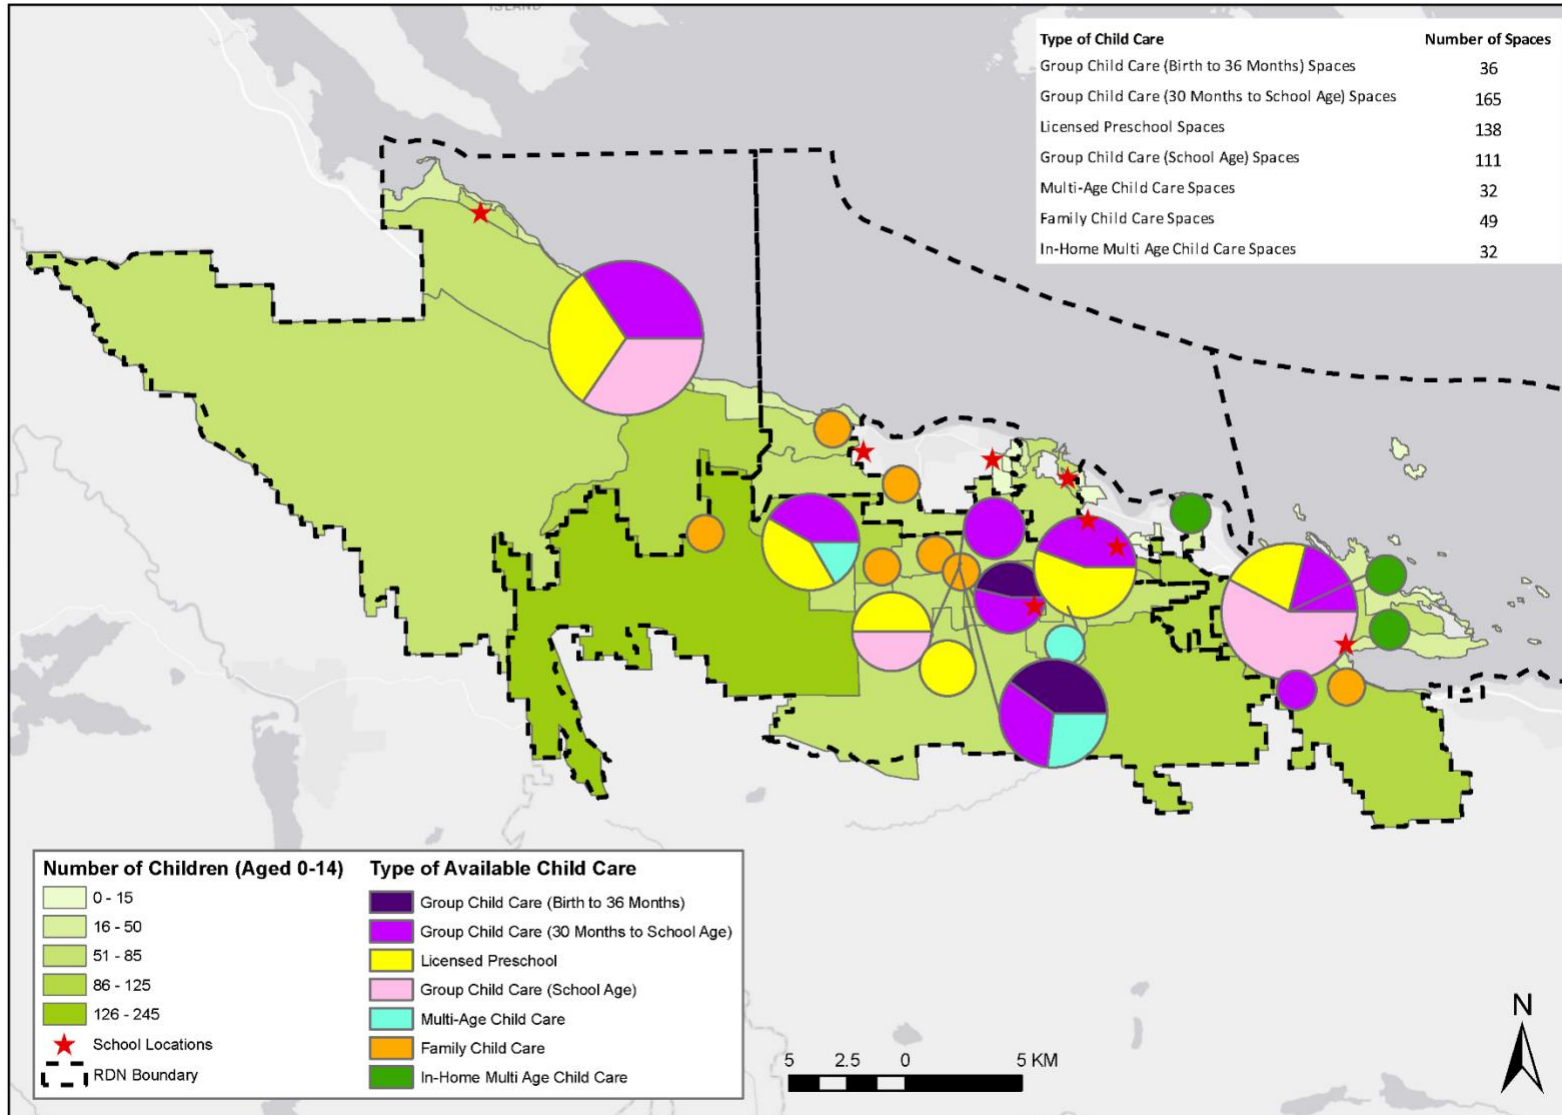 ISLAND
Type of Child Care Number of Spaces
Group Child Care (Birth to 36 Months) Spaces 36
Group Child Care (30 Months to School Age) Spaces 165
Licensed Preschool Spaces 138
Group Child Care (School Age) Spaces 111
Multi-Age Child Care Spaces 32
Family Child Care Spaces 49
In-Home Multi Age Child Care Spaces 32
Number of Children (Aged 0-14)
0 - 15
16 - 50
51 - 85
86 - 125
126 - 245
School Locations
RDN Boundary
Type of Available Child Care
Group Child Care (Birth to 36 Months)
Group Child Care (30 Months to School Age)
Licensed Preschool
Group Child Care (School Age)
Multi-Age Child Care
Family Child Care
In-Home Multi Age Child Care
5 2.5 0 5 KM
N